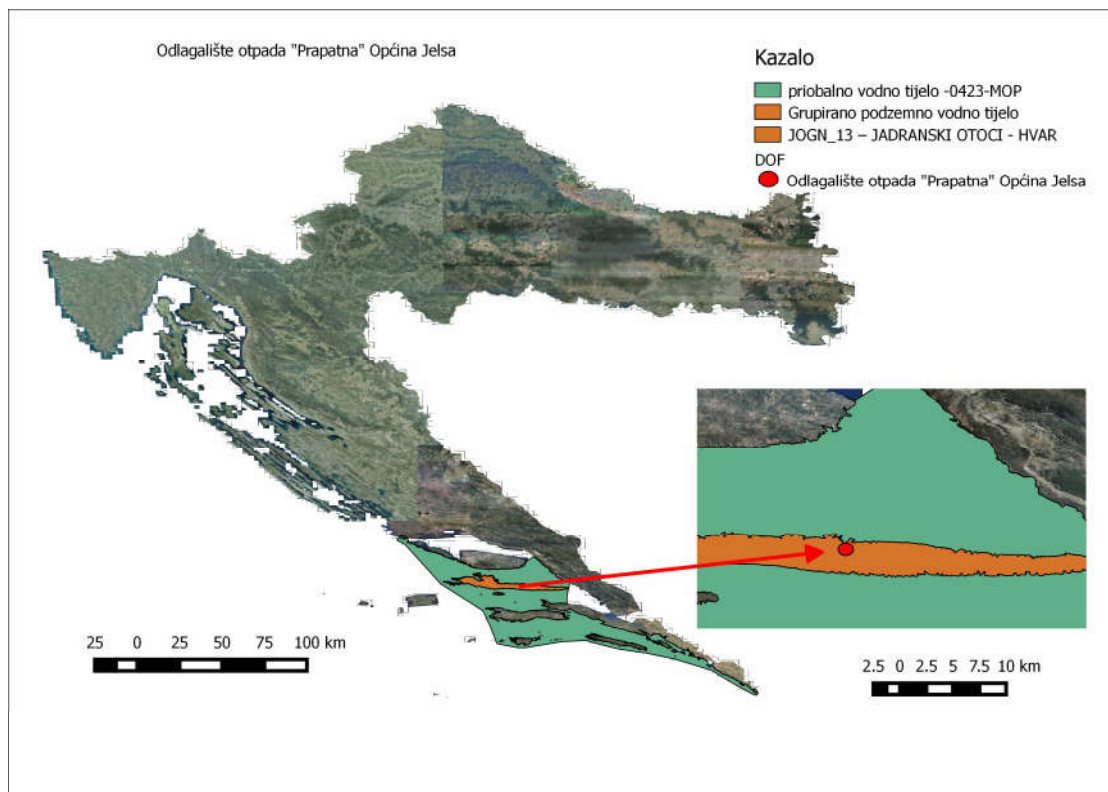 Odlagalište otpada "Prapatna" Općina Jelsa
Kazalo
priobalno vodno tijelo -0423-MOP
Grupirano podzemno vodno tijelo
JOGN_13 – JADRANSKI OTOCI - HVAR
DOF
Odlagalište otpada "Prapatna" Općina Jelsa
25 0 25 50 75 100 km
2.5 0 2.5 5 7.5 10 km